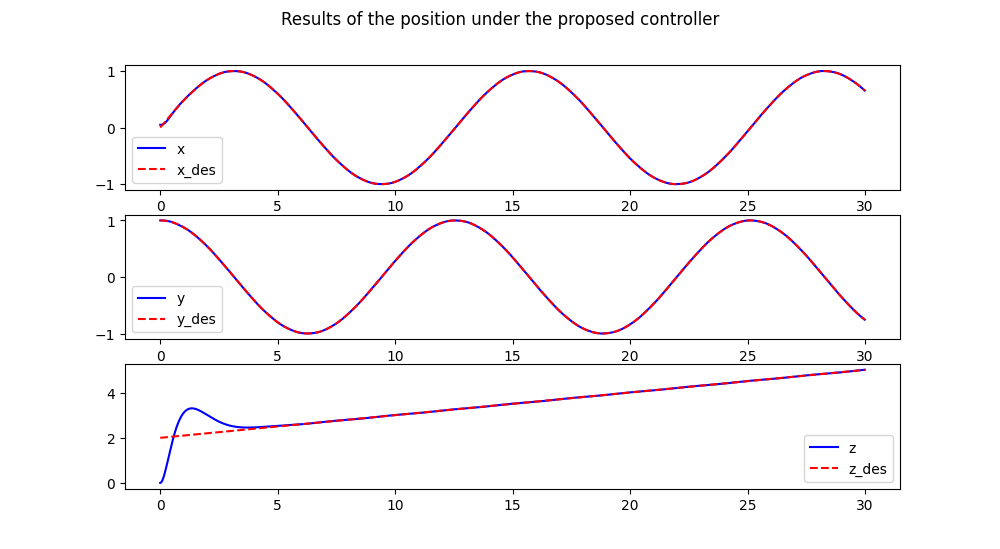 Results of the position under the proposed controller
1
0
−1
x
x_des
0 5 10 15 20 25 30
1
0
−1
y
y_des
0 5 10 15 20 25 30
4
2
0
z
z_des
0 5 10 15 20 25 30